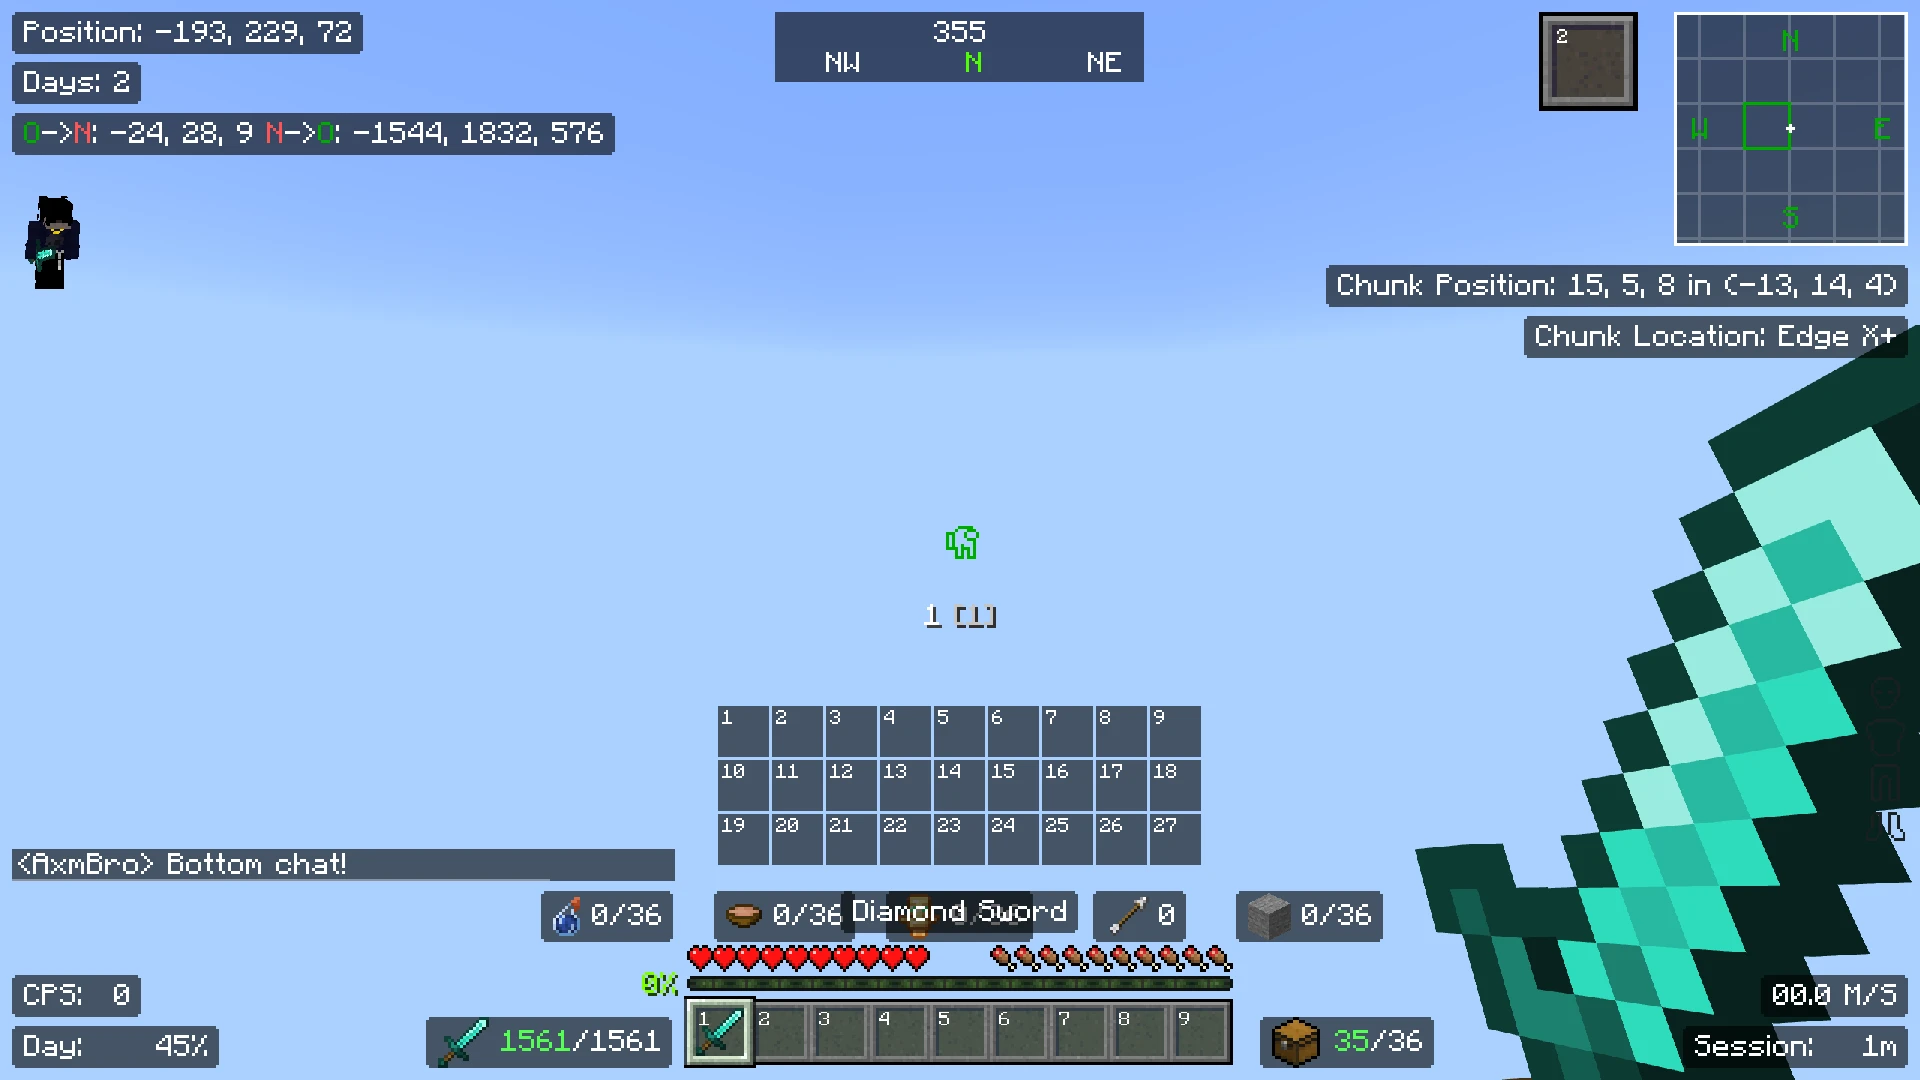 Position: -193, 229, 72
355
NW N NE
2
N
W E
S
Days: 2
O->N: -24, 28, 9 N->O: -1544, 1832, 576
Chunk Position: 15, 5, 8 in (-13, 14, 4)
Chunk Location: Edge X+
1 [1]
1 2 3 4 5 6 7 8 9
10 11 12 13 14 15 16 17 18
19 20 21 22 23 24 25 26 27
<AxmBro> Bottom chat!
0/36
0/36
Diamond Sword
0
0/36
0%
CPS: 0
00.0 M/S
Day: 45%
1561/1561
1 2 3 4 5 6 7 8 9
35/36
Session: 1m